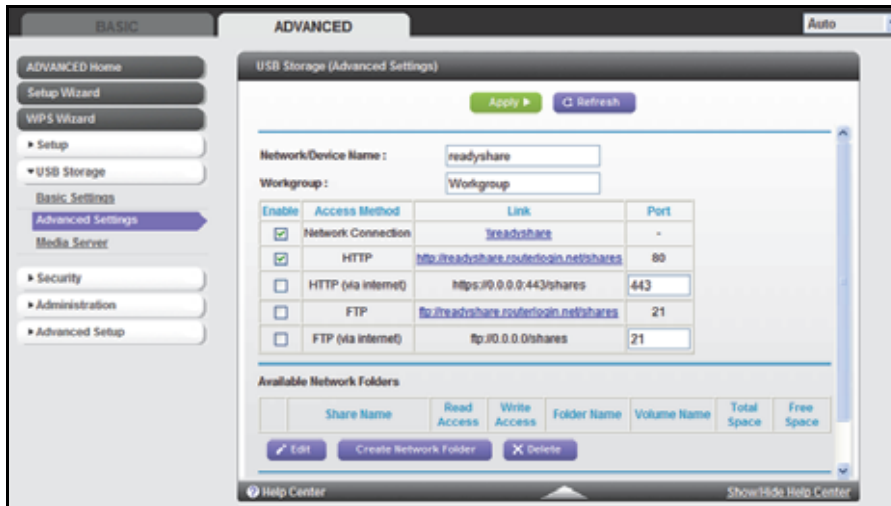 BASIC
ADVANCED
Auto
ADVANCED Home
Setup Wizard
WPS Wizard
Setup
USB Storage
Basic Settings
Advanced Settings
Media Server
Security
Administration
Advanced Setup
USB Storage (Advanced Settings)
Apply
Refresh
Network/Device Name :
readyshare
Workgroup :
Workgroup
Enable Access Method Link Port
Network Connection \\readyshare -
HTTP http://readyshare.routerlogin.net/shares 80
HTTP (via internet) https://0.0.0.0:443/shares 443
FTP ftp://readyshare.routerlogin.net/shares 21
FTP (via internet) ftp://0.0.0.0/shares 21
Available Network Folders
Share Name Read Access Write Access Folder Name Volume Name Total Space Free Space
Edit Create Network Folder Delete
Help Center Show/Hide Help Center